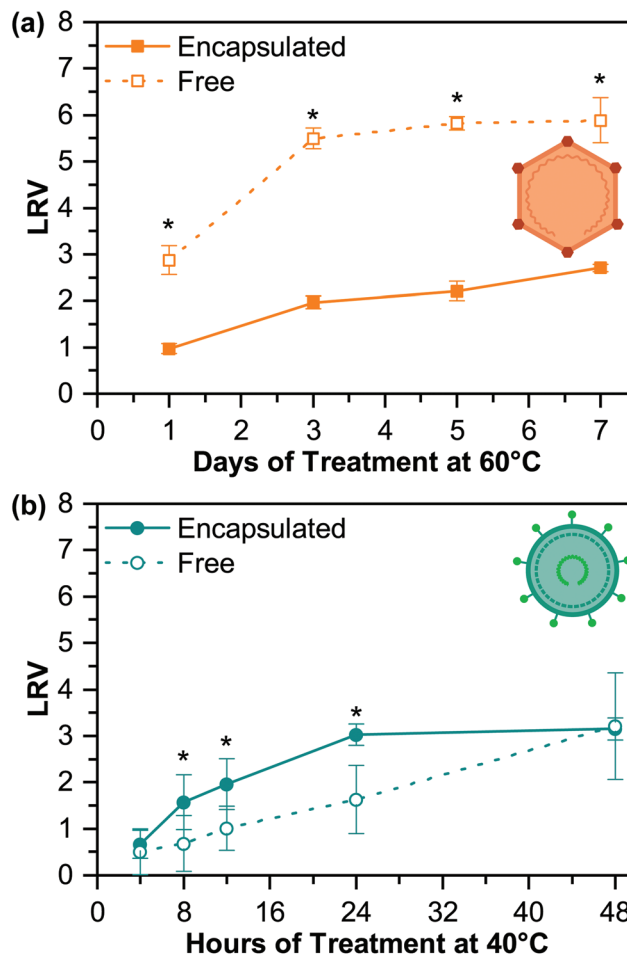 (a)
8
7
6
5
4
3
2
1
0
LRV
Encapsulated
Free
*
*
*
*
0 1 2 3 4 5 6 7
Days of Treatment at 60°C
(b)
8
7
6
5
4
3
2
1
0
LRV
Encapsulated
Free
*
*
*
0 8 16 24 32 40 48
Hours of Treatment at 40°C